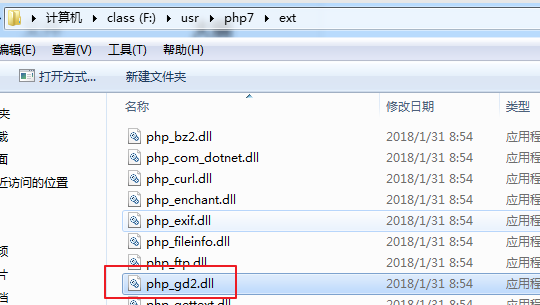 计算机 ▸ class (F:) ▸ usr ▸ php7 ▸ ext
编辑(E) 查看(V) 工具(T) 帮助(H)
打开方式... 新建文件夹
名称 修改日期 类型
php_bz2.dll 2018/1/31 8:54 应用程
php_com_dotnet.dll 2018/1/31 8:54 应用程
php_curl.dll 2018/1/31 8:54 应用程
php_enchant.dll 2018/1/31 8:54 应用程
php_exif.dll 2018/1/31 8:54 应用程
php_fileinfo.dll 2018/1/31 8:54 应用程
php_ftp.dll 2018/1/31 8:54 应用程
php_gd2.dll 2018/1/31 8:54 应用程
php_gettext.dll 2018/1/31 8:54 应用程
夹
载
面
近访问的位置
频
片
档